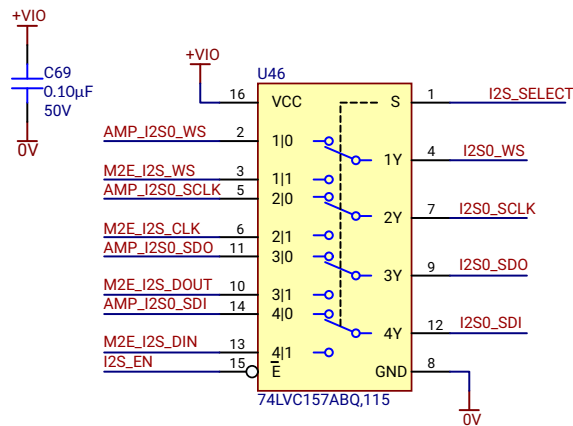 +VIO
C69
0.10µF
50V
0V
+VIO
U46
16 VCC S 1 I2S_SELECT
AMP_I2S0_WS 2 1|0
1Y 4 I2S0_WS
M2E_I2S_WS 3 1|1
AMP_I2S0_SCLK 5 2|0
2Y 7 I2S0_SCLK
M2E_I2S_CLK 6 2|1
AMP_I2S0_SDO 11 3|0
3Y 9 I2S0_SDO
M2E_I2S_DOUT 10 3|1
AMP_I2S0_SDI 14 4|0
4Y 12 I2S0_SDI
M2E_I2S_DIN 13 4|1
I2S_EN 15 E GND 8
74LVC157ABQ,115
0V